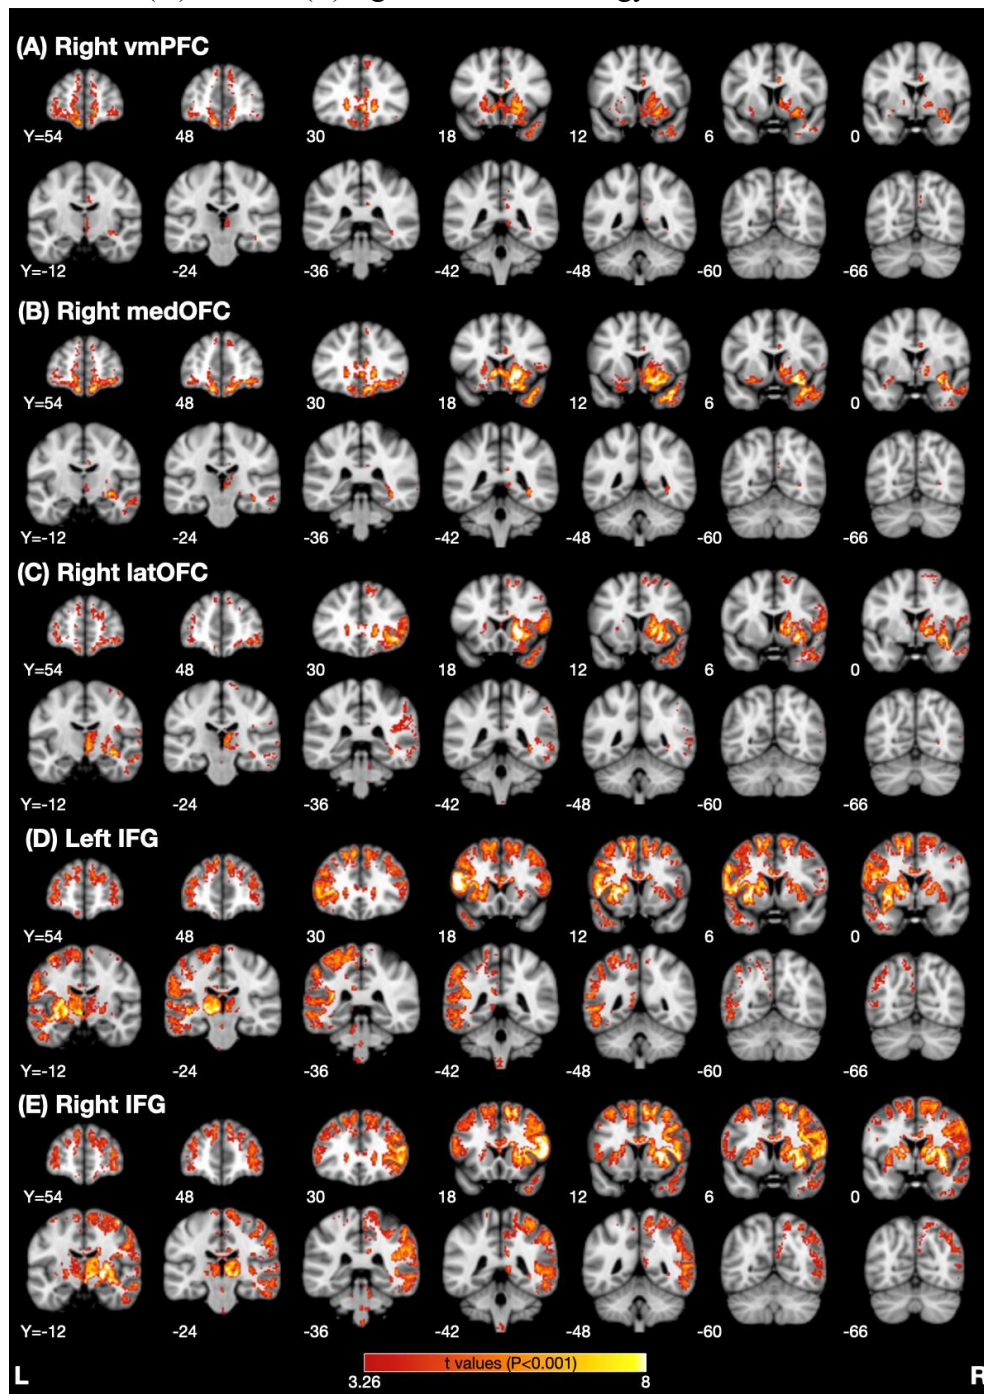 (A) Right vmPFC
Y=54 48 30 18 12 6 0
Y=-12 -24 -36 -42 -48 -60 -66
(B) Right medOFC
Y=54 48 30 18 12 6 0
Y=-12 -24 -36 -42 -48 -60 -66
(C) Right latOFC
Y=54 48 30 18 12 6 0
Y=-12 -24 -36 -42 -48 -60 -66
(D) Left IFG
Y=54 48 30 18 12 6 0
Y=-12 -24 -36 -42 -48 -60 -66
(E) Right IFG
Y=54 48 30 18 12 6 0
Y=-12 -24 -36 -42 -48 -60 -66
L t values (P<0.001) R
3.26 8